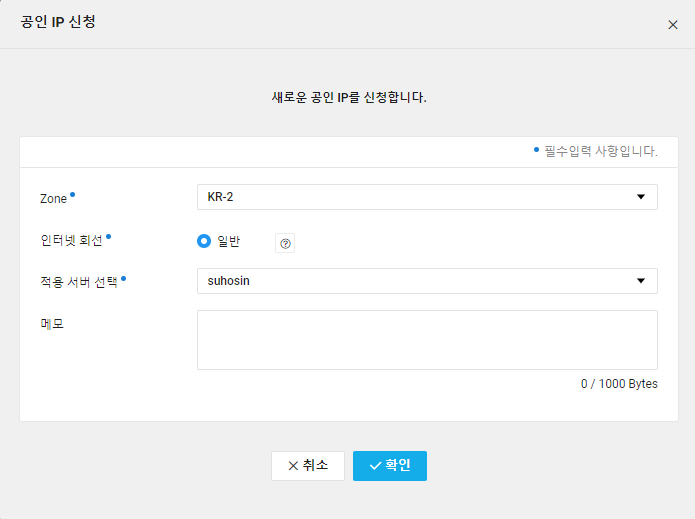 공인 IP 신청
새로운 공인 IP를 신청합니다.
필수입력 사항입니다.
Zone
KR-2
인터넷 회선
일반
적용 서버 선택
suhosin
메모
0 / 1000 Bytes
취소
확인